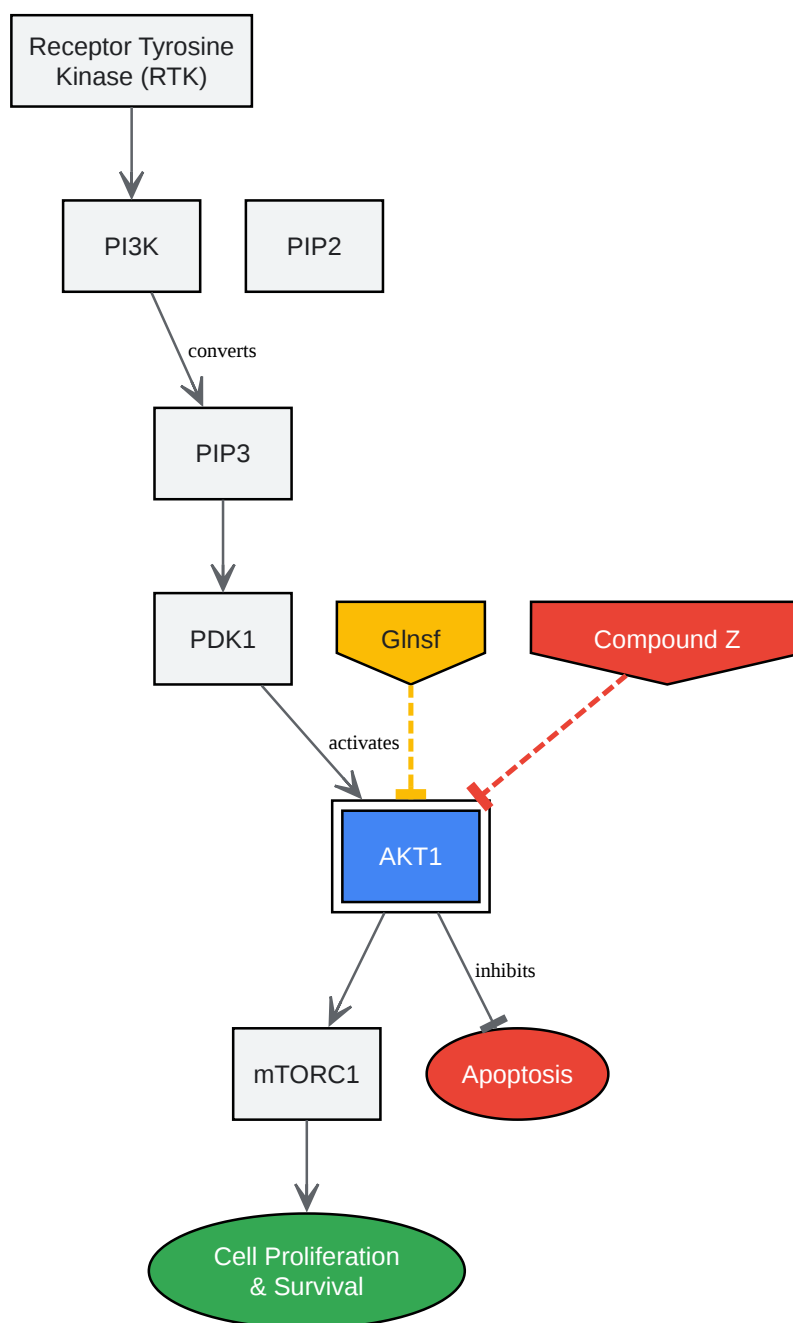 Receptor Tyrosine
Kinase (RTK)
PI3K
PIP2
converts
PIP3
PDK1
Glnsf
Compound Z
activates
AKT1
inhibits
mTORC1
Apoptosis
Cell Proliferation
& Survival